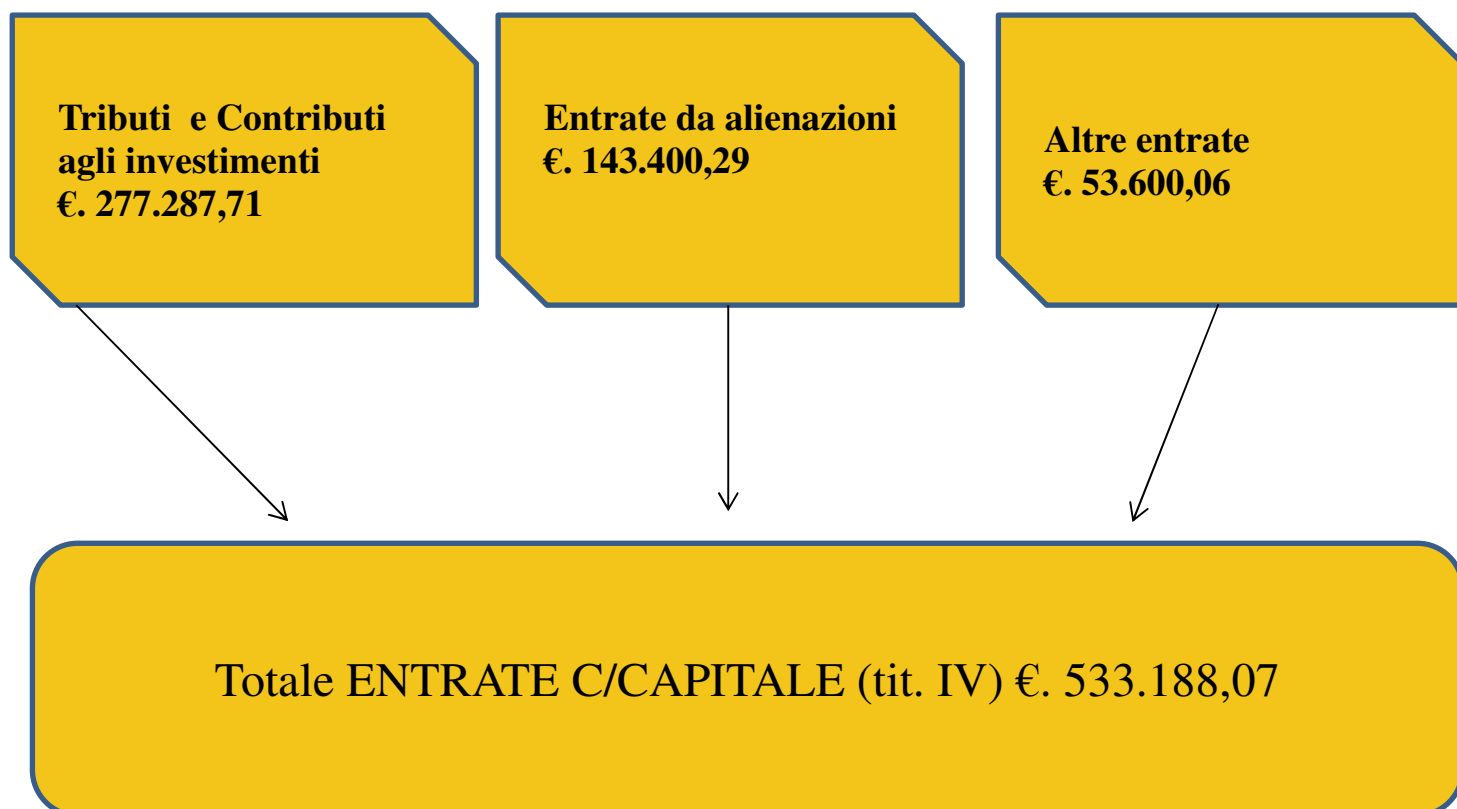 Tributi e Contributi
agli investimenti
€. 277.287,71
Entrate da alienazioni
€. 143.400,29
Altre entrate
€. 53.600,06
Totale ENTRATE C/CAPITALE (tit. IV) €. 533.188,07